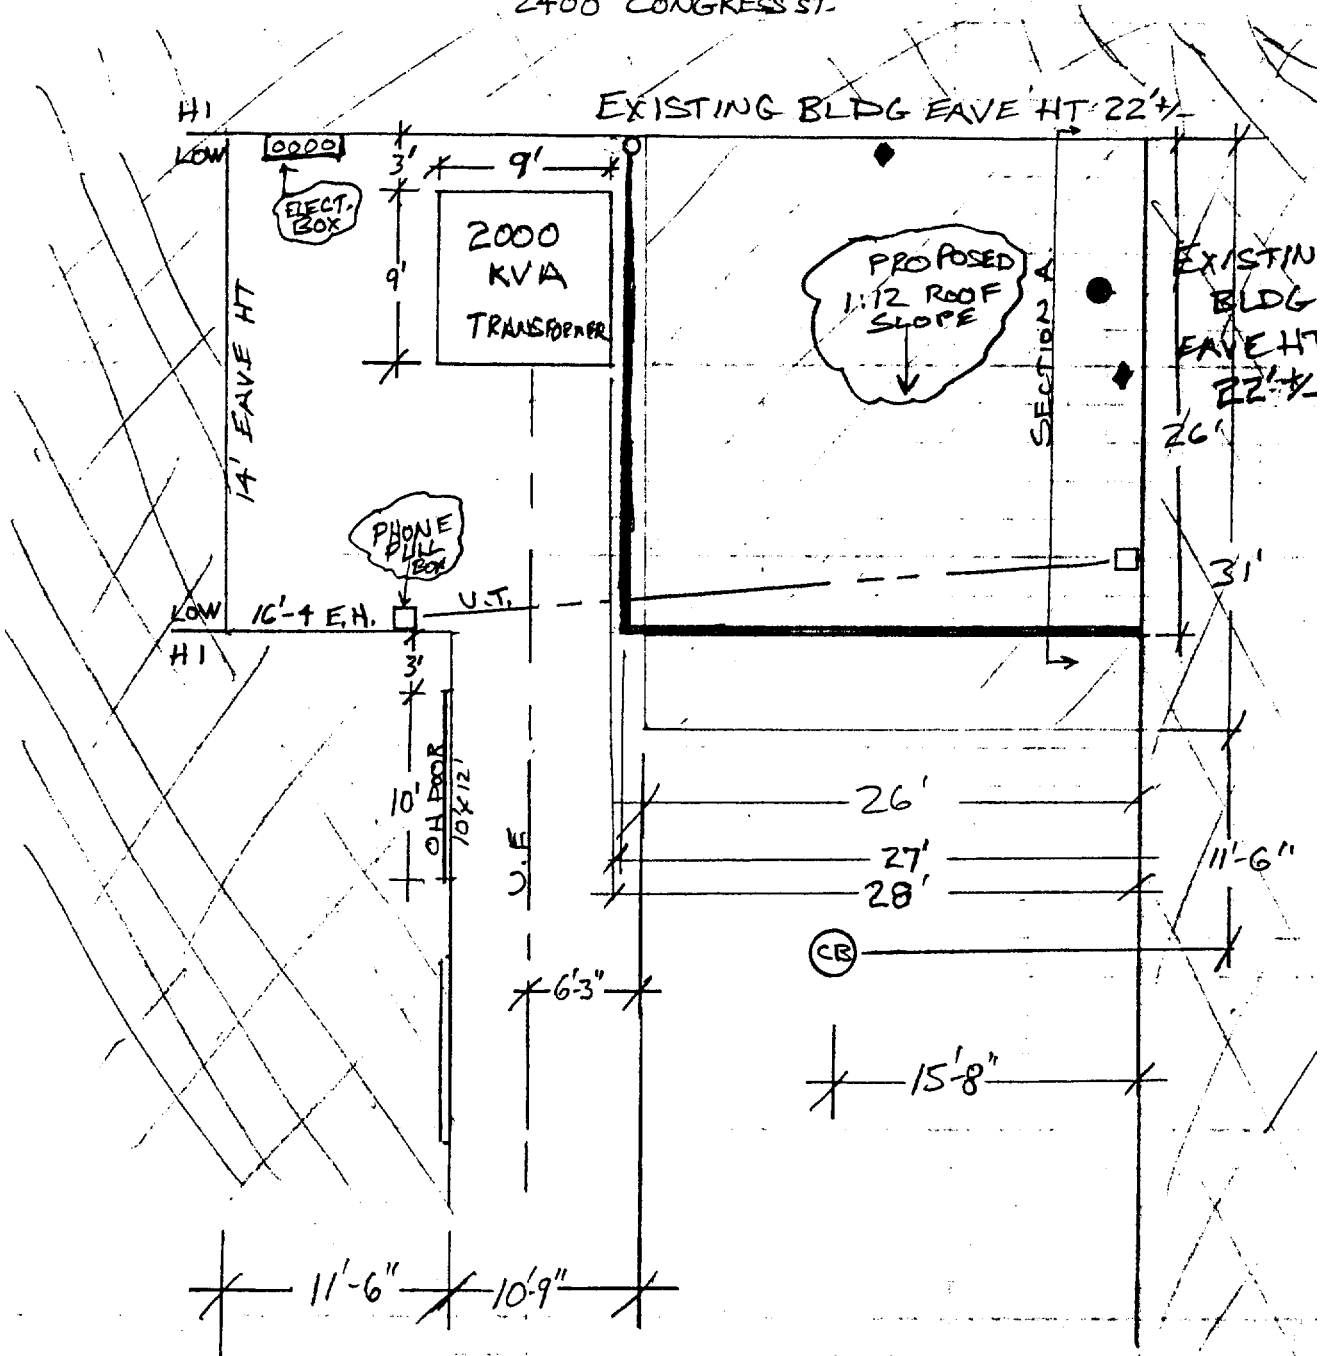 2400 CONGRESS ST.
HI
EXISTING BLDG EAVE HT 22'+/-
LOW
3'
9'
ELECT.
BOX
2000
KVA
TRANSFORMER
9'
14' EAVE HT
PROPOSED
1:12 ROOF
SLOPE
SECTION A
EXISTIN
BLDG
EAVE HT
22'+/-
26'
31'
PHONE
PULL
BOX
U.T.
LOW
16'-4 E.H.
HI
3'
10'
OH DOOR
10'X12'
U.E
26'
27'
28'
11'-6"
CB
6'-3"
15'-8"
11'-6"
10'-9"